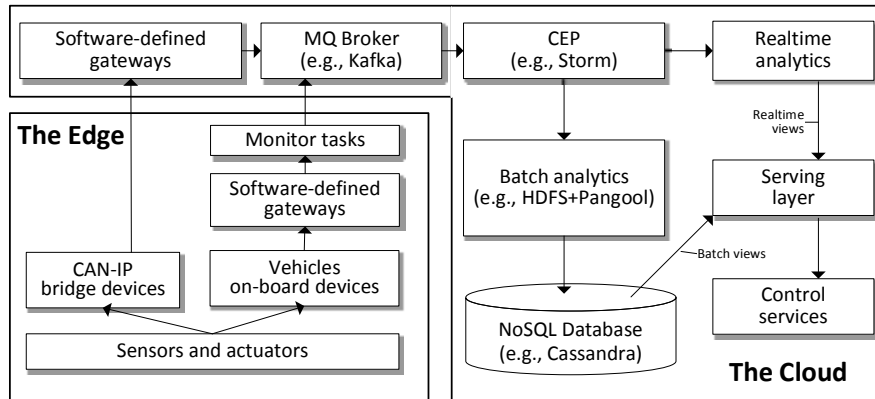 Software-defined
gateways
MQ Broker
(e.g., Kafka)
CEP
(e.g., Storm)
Realtime
analytics
The Edge
Monitor tasks
Software-defined
gateways
CAN-IP
bridge devices
Vehicles
on-board devices
Sensors and actuators
Batch analytics
(e.g., HDFS+Pangool)
NoSQL Database
(e.g., Cassandra)
Realtime
views
Serving
layer
Batch views
Control
services
The Cloud